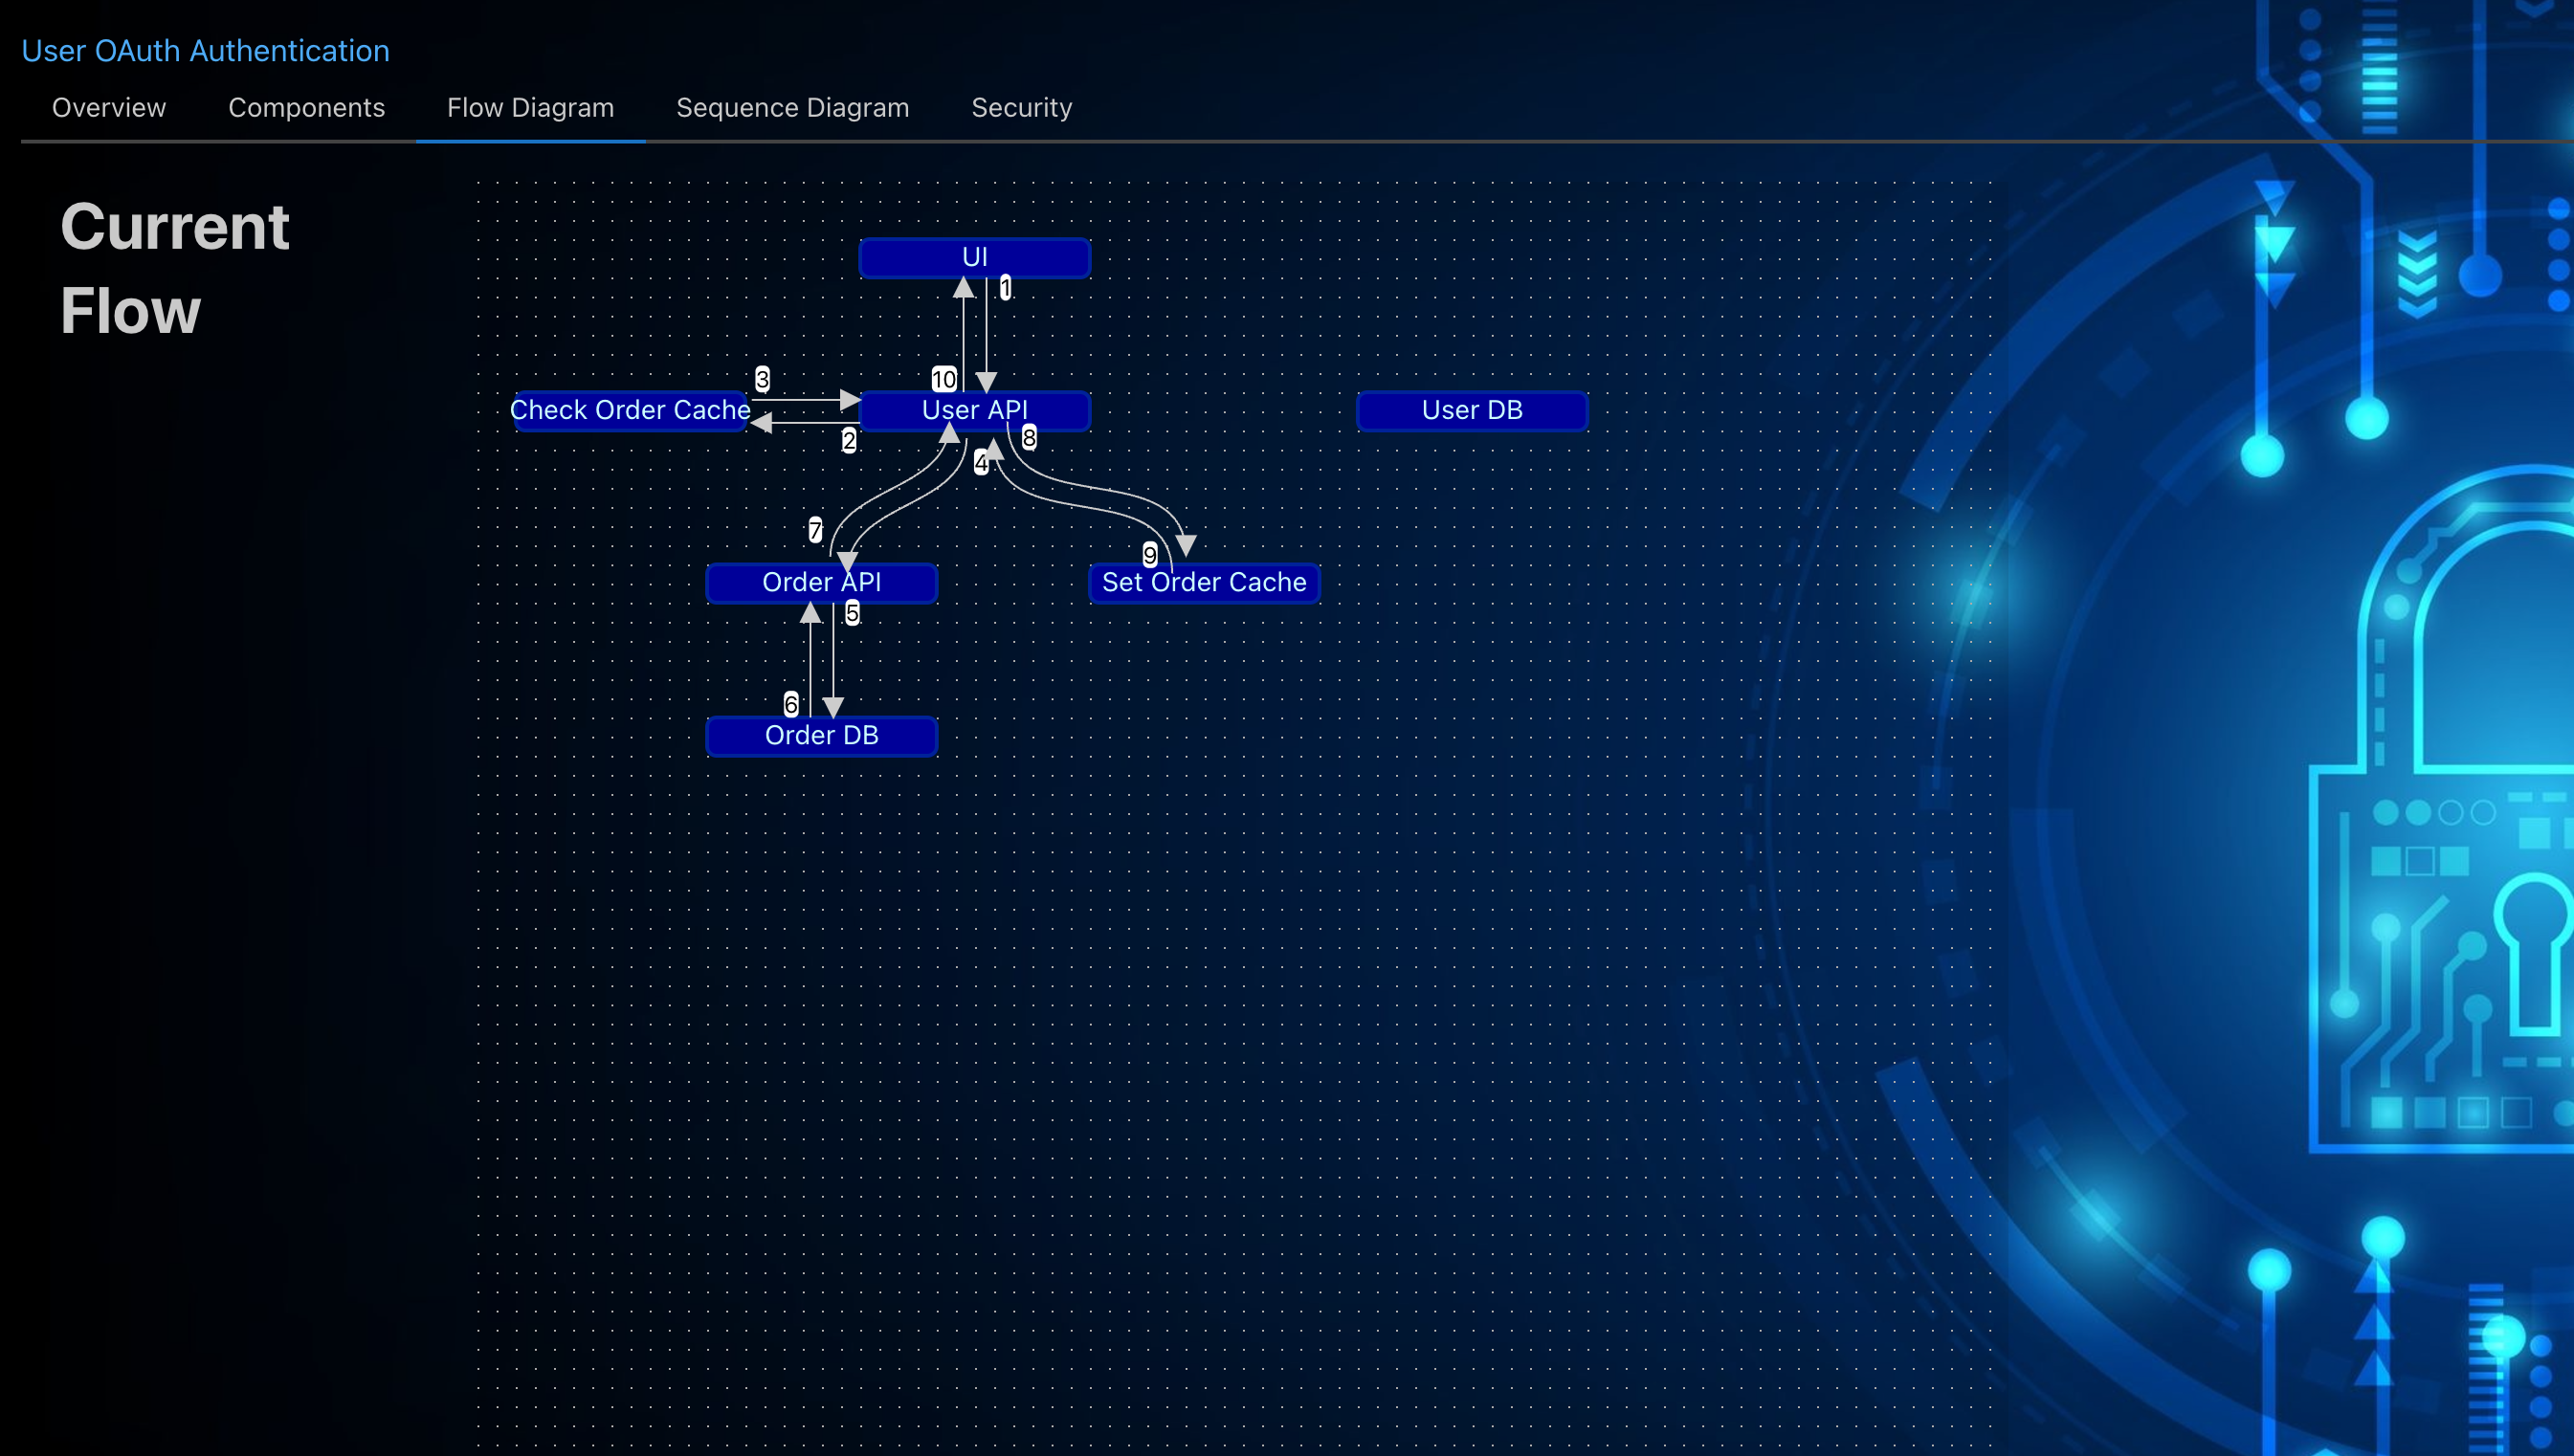 User OAuth Authentication
Overview Components Flow Diagram Sequence Diagram Security
Current
Flow
UI
1
3
10
Check Order Cache
User API
User DB
2
8
4
7
9
Order API
Set Order Cache
5
6
Order DB